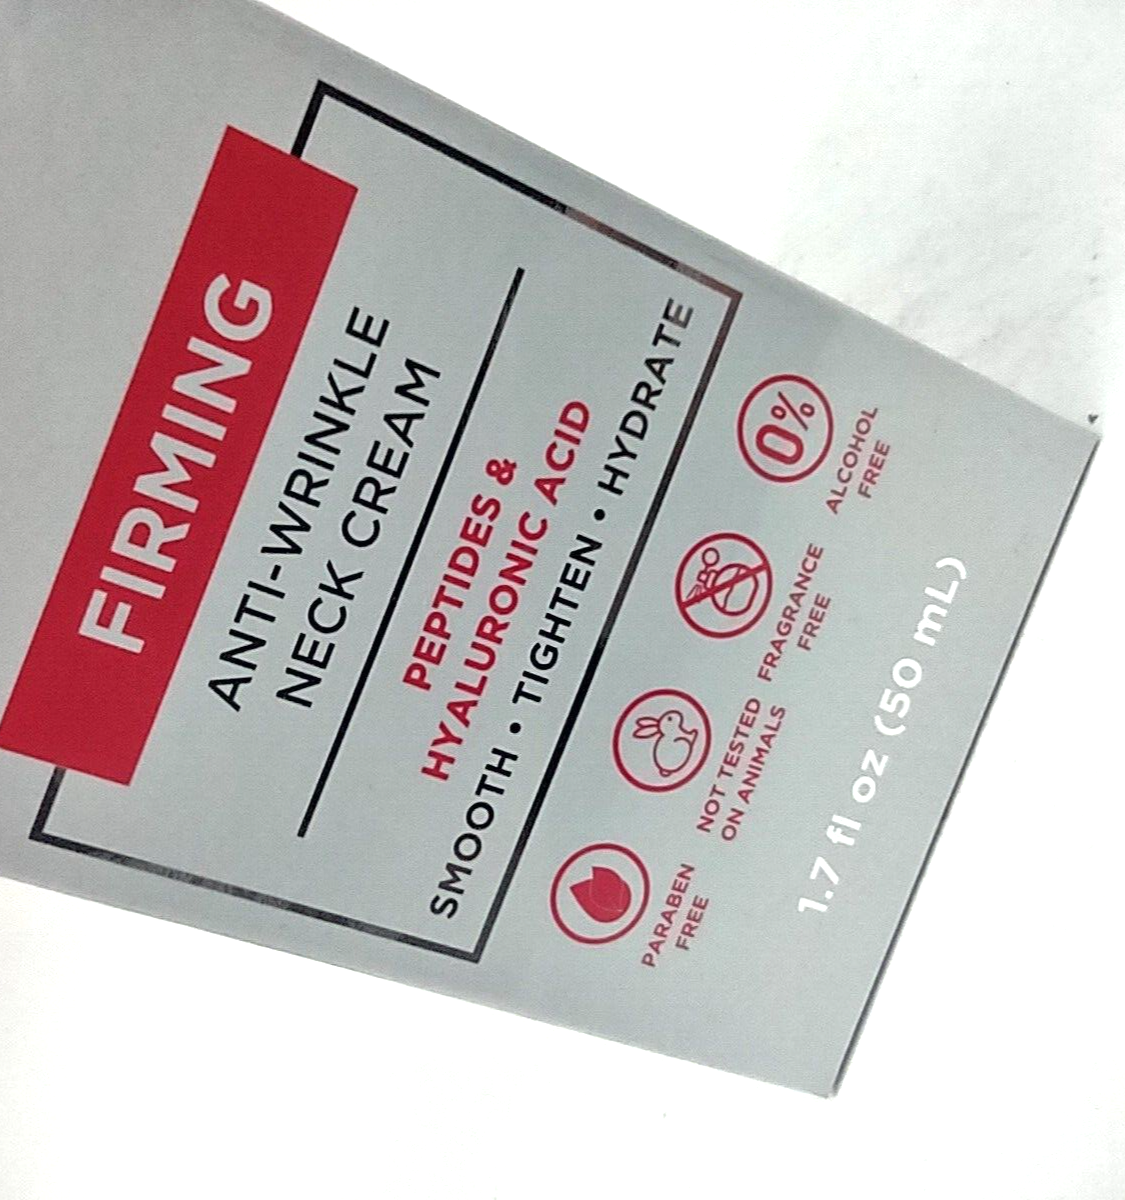 FIRMING
ANTI-WRINKLE
NECK CREAM
PEPTIDES &
HYALURONIC ACID
SMOOTH • TIGHTEN • HYDRATE
PARABEN
FREE
NOT TESTED
ON ANIMALS
FRAGRANCE
FREE
0%
ALCOHOL
FREE
1.7 fl oz (50 mL)